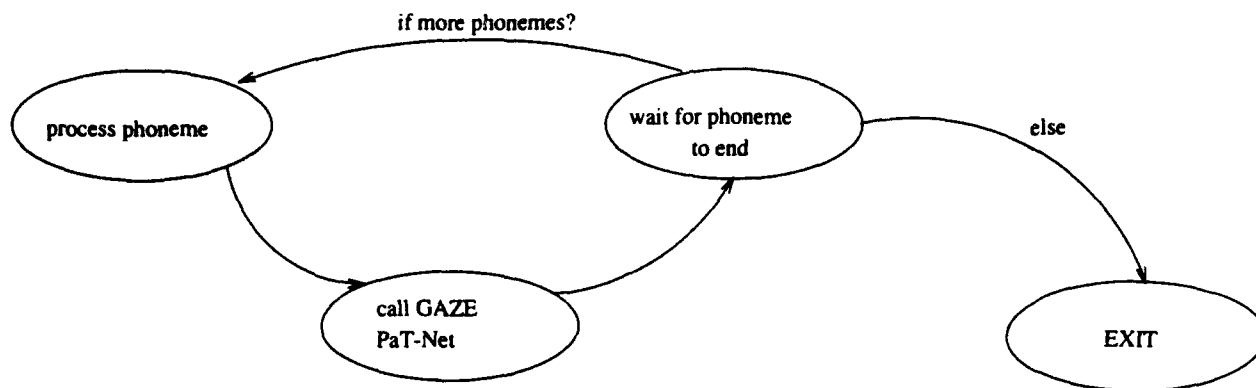 if more phonemes?
process phoneme
wait for phoneme
to end
else
call GAZE
PaT-Net
EXIT